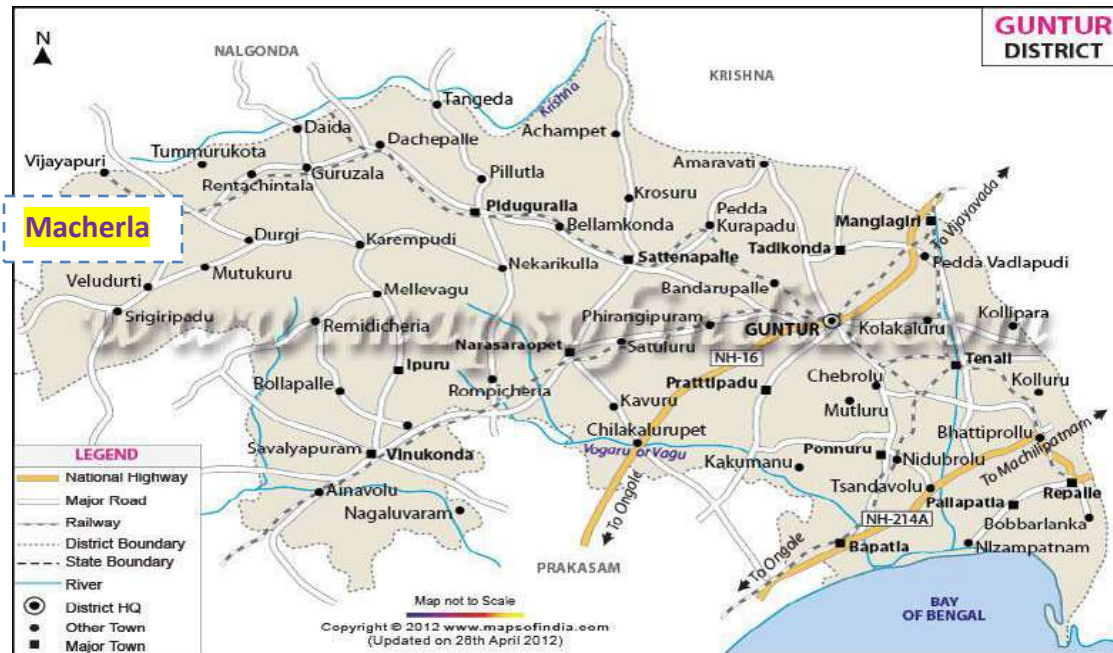 N
GUNTUR
DISTRICT
NALGONDA
KRISHNA
Tangeda
Krishna
Daida
Achampet
Dachepalle
Tummurukota
Vijayapuri
Amaravati
Rentachintala
Guruzala
Pillutla
Krosuru
Piduguralla
Pedda
Kurapadu
Manglagiri
To Vijayavada
Macherla
Bellamkonda
Durgi
Karempudi
Tadikonda
Sattenapalle
Pedda Vadlapudi
Mutukuru
Nekarikulla
Veludurti
Mellevagu
Bandarupalle
Srigiripadu
Remidicheria
Phirangipuram
GUNTUR
Kolakaluru
Kollipara
www.mapsofindia.com
Narasaraopet
Satuluru
NH-16
Tenali
Ipuru
Bollapalle
Rompicheria
Pratttipadu
Chebrolu
Kolluru
Kavuru
Mutluru
Chilakalurupet
Bhattiprollu
Savalyapuram
Vinukonda
Vogaru or Vagu
Kakumanu
Ponnuru
Nidubrolu
To Machilipatnam
Ainavolu
Tsandavolu
Repalle
Nagaluvaram
To Ongole
Pallapatla
NH-214A
Bobbarlanka
Bapatla
Nizampatnam
To Ongole
PRAKASAM
BAY
OF BENGAL
LEGEND
National Highway
Major Road
Railway
District Boundary
State Boundary
River
District HQ
Other Town
Major Town
Map not to Scale
Copyright © 2012 www.mapsofindia.com
(Updated on 26th April 2012)